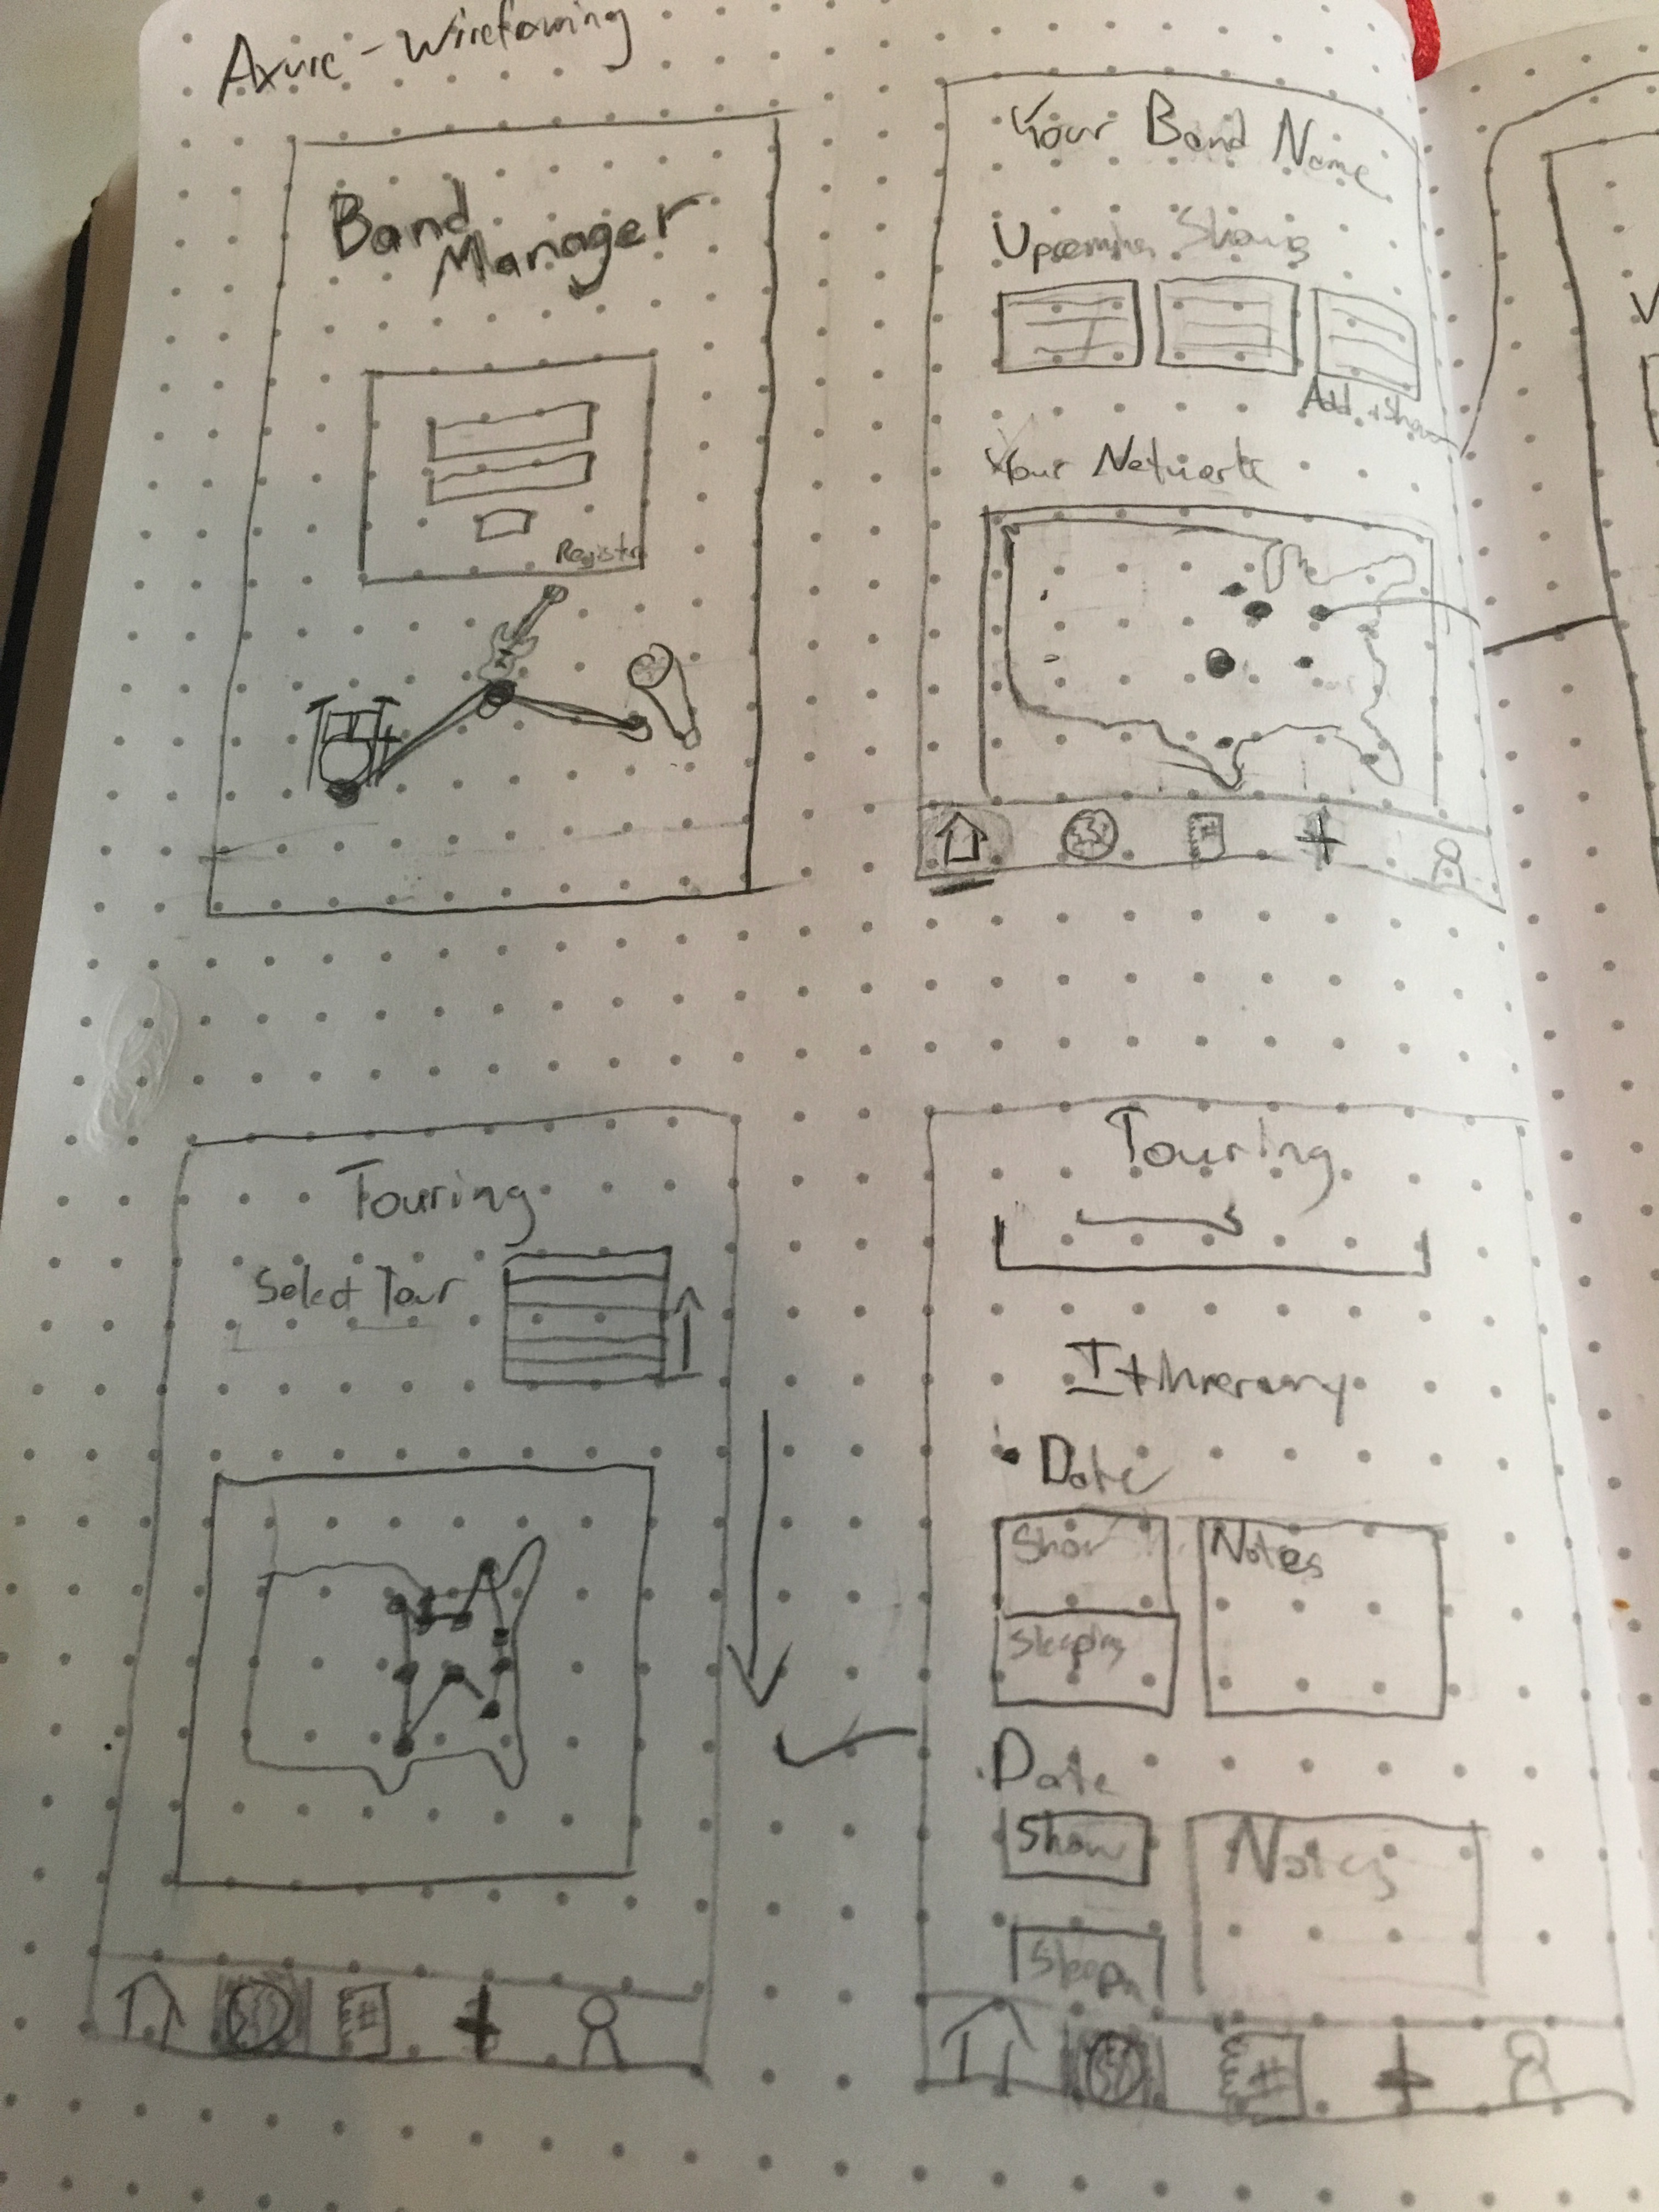 Axure - Wireframing
Band
Manager
Register
Your Band Name
Upcoming Shows
Add a Show
Your Network
Touring
Select Tour
Touring
Itinerary
Date
Show
Notes
Sleeping
Date
Show
Notes
Sleepin